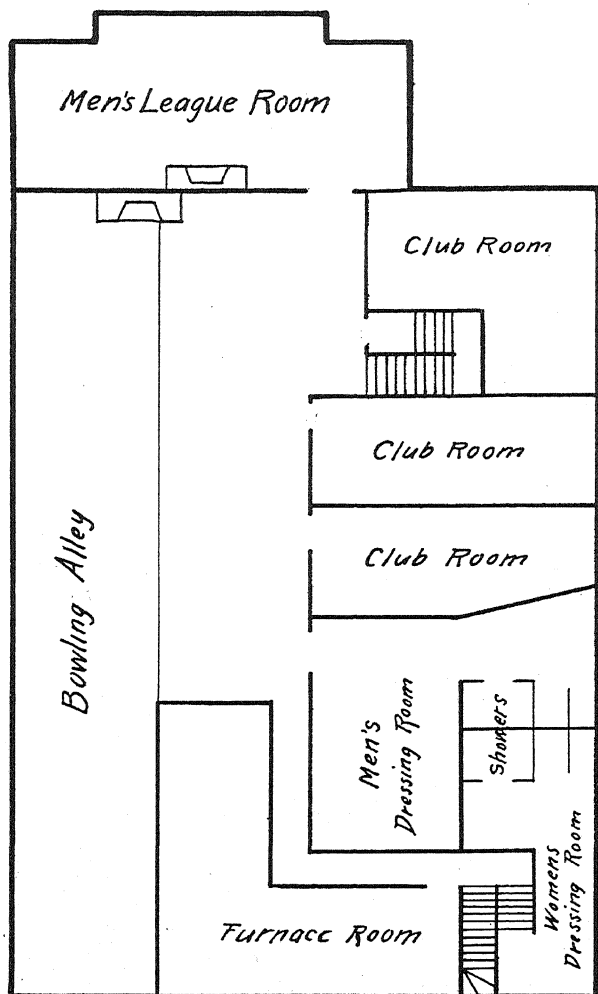 Men's League Room
Club Room
Club Room
Club Room
Bowling Alley
Men's
Dressing Room
Showers
Womens
Dressing Room
Furnace Room